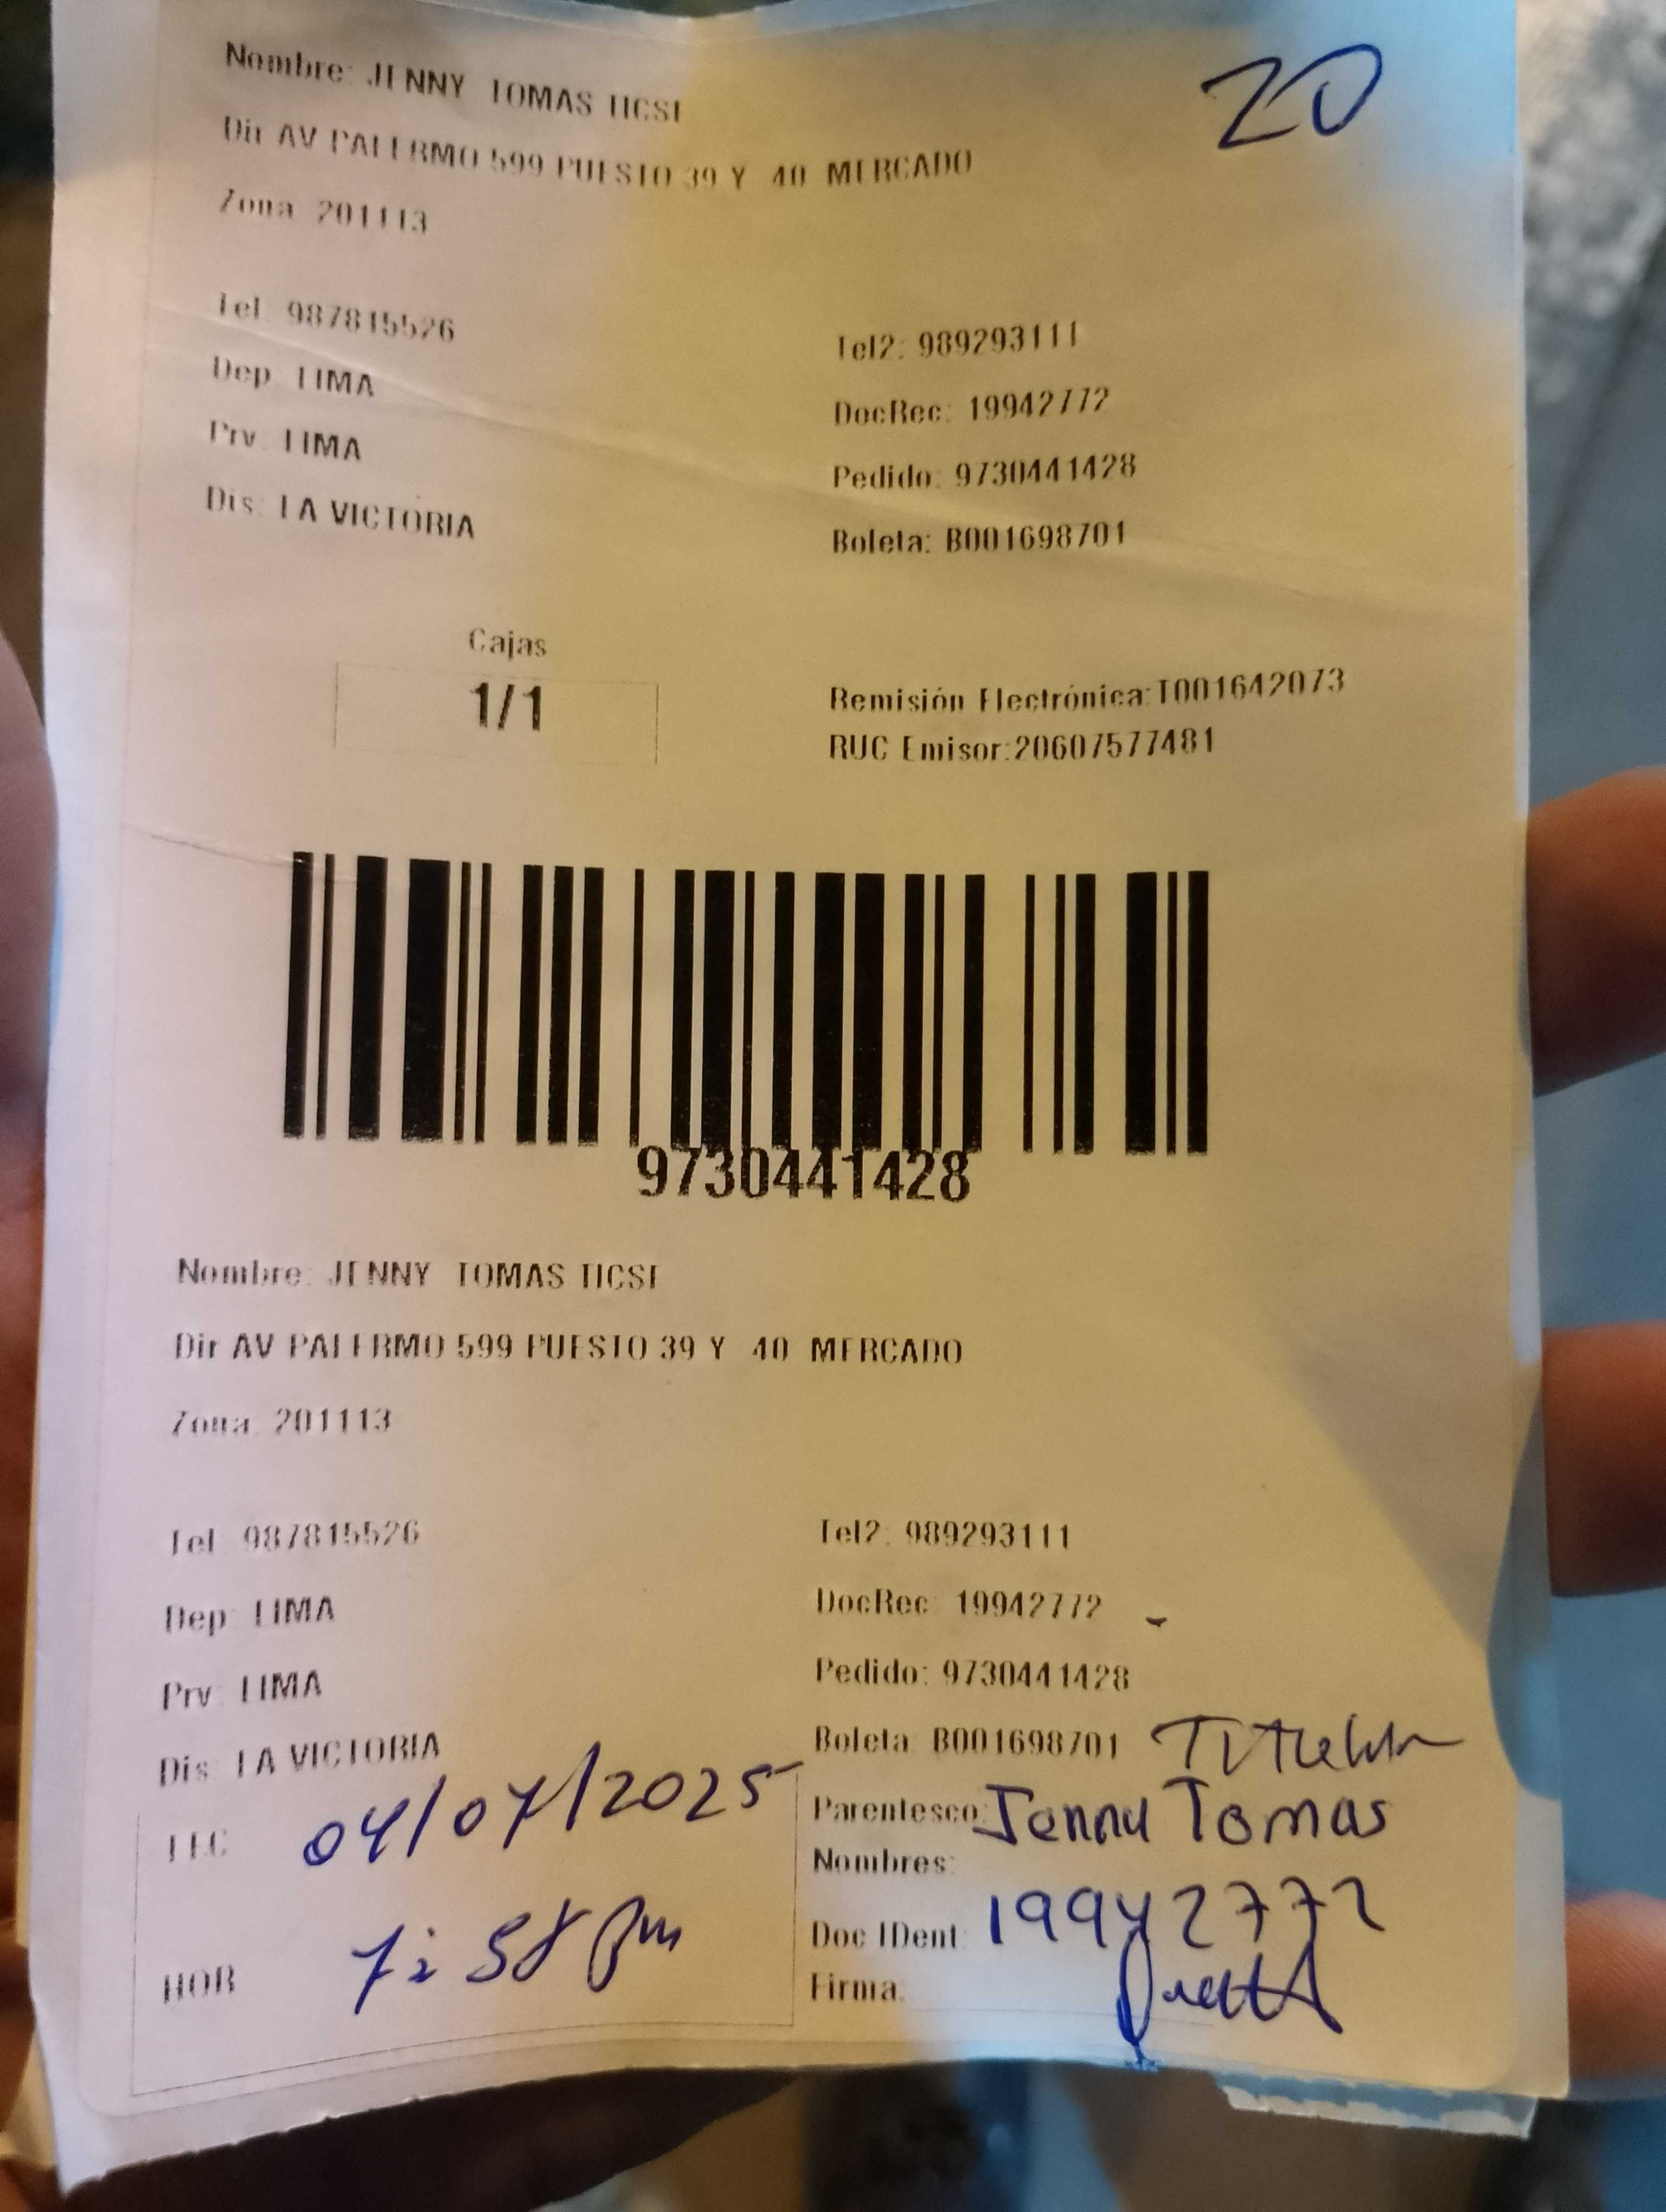 20
Nombre: JENNY TOMAS TICSE
Dir AV PALERMO 599 PUESTO 39 Y 40 MERCADO
Zona 201113
Tel: 987815526
Tel2: 989293111
Dep: LIMA
DocRec: 19942772
Prv: LIMA
Pedido: 9730441428
Dis: LA VICTORIA
Boleta: B001698701
Cajas
1/1
Remisión Electrónica:T001642073
RUC Emisor:20607577481
9730441428
Nombre: JENNY TOMAS TICSE
Dir AV PALERMO 599 PUESTO 39 Y 40 MERCADO
Zona 201113
Tel: 987815526
Tel2: 989293111
Dep: LIMA
DocRec: 19942772
Prv: LIMA
Pedido: 9730441428
Dis: LA VICTORIA
Boleta: B001698701
FEC 04/07/2025
Parentesco: Jenny Tomas
Nombres:
Doc IDent: 19942772
HOR 7:58 pm
Firma: